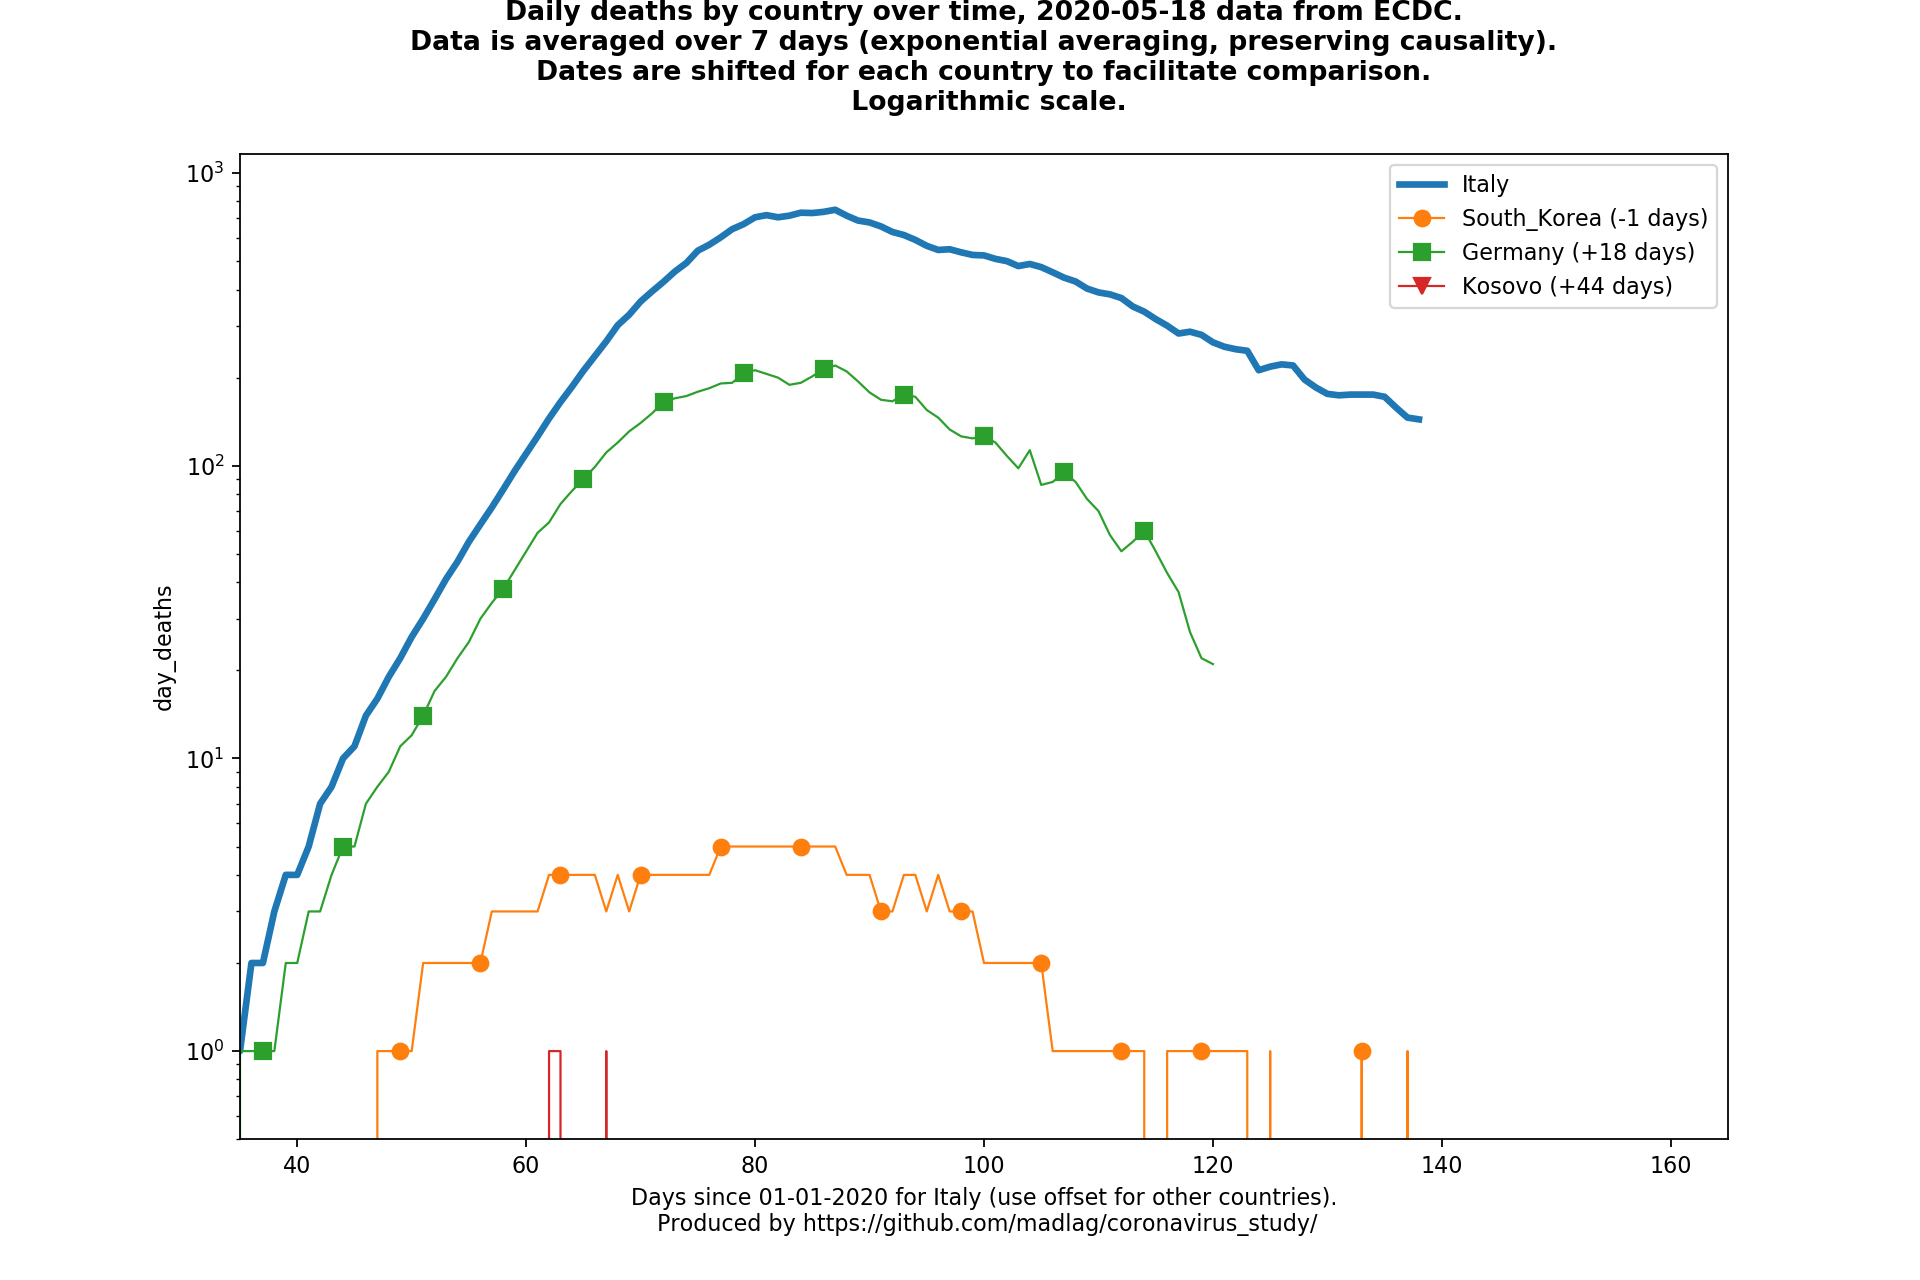 Daily deaths by country over time, 2020-05-18 data from ECDC.
Data is averaged over 7 days (exponential averaging, preserving causality).
Dates are shifted for each country to facilitate comparison.
Logarithmic scale.
10³
10²
10¹
10⁰
day_deaths
Italy
South_Korea (-1 days)
Germany (+18 days)
Kosovo (+44 days)
40 60 80 100 120 140 160
Days since 01-01-2020 for Italy (use offset for other countries).
Produced by https://github.com/madlag/coronavirus_study/